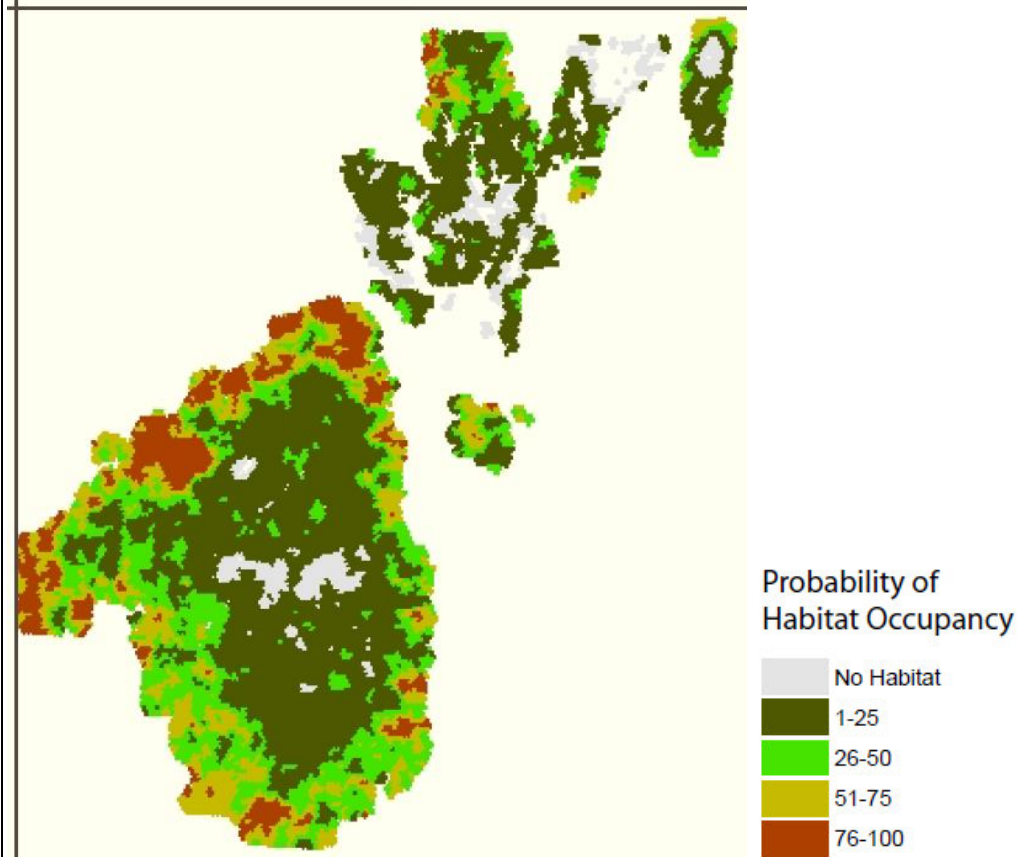 Probability of
Habitat Occupancy
No Habitat
1-25
26-50
51-75
76-100